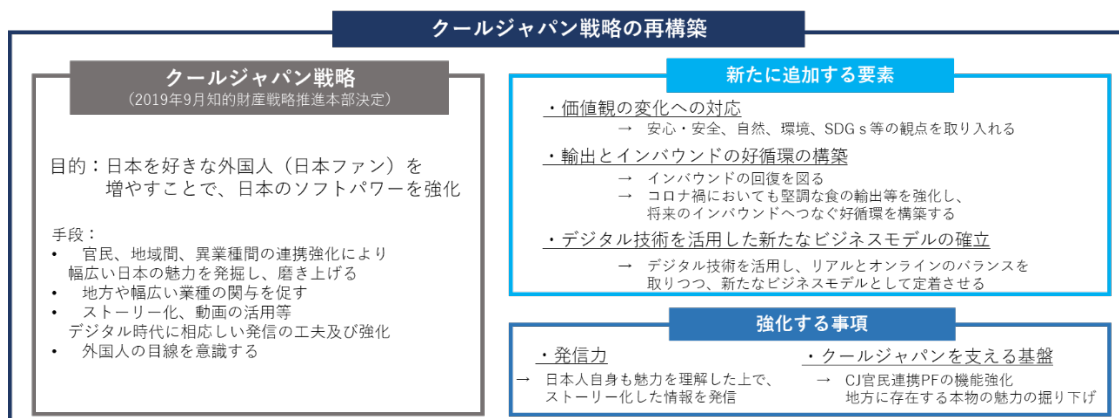 クールジャパン戦略の再構築
クールジャパン戦略
(2019年9月知的財産戦略推進本部決定)
目的：日本を好きな外国人（日本ファン）を
増やすことで、日本のソフトパワーを強化
手段：
• 官民、地域間、異業種間の連携強化により
幅広い日本の魅力を発掘し、磨き上げる
• 地方や幅広い業種の関与を促す
• ストーリー化、動画の活用等
デジタル時代に相応しい発信の工夫及び強化
• 外国人の目線を意識する
新たに追加する要素
・価値観の変化への対応
→ 安心・安全、自然、環境、SDGｓ等の観点を取り入れる
・輸出とインバウンドの好循環の構築
→ インバウンドの回復を図る
→ コロナ禍においても堅調な食の輸出等を強化し、
将来のインバウンドへつなぐ好循環を構築する
・デジタル技術を活用した新たなビジネスモデルの確立
→ デジタル技術を活用し、リアルとオンラインのバランスを
取りつつ、新たなビジネスモデルとして定着させる
強化する事項
・発信力
→ 日本人自身も魅力を理解した上で、
ストーリー化した情報を発信
・クールジャパンを支える基盤
→ CJ官民連携PFの機能強化
地方に存在する本物の魅力の掘り下げ